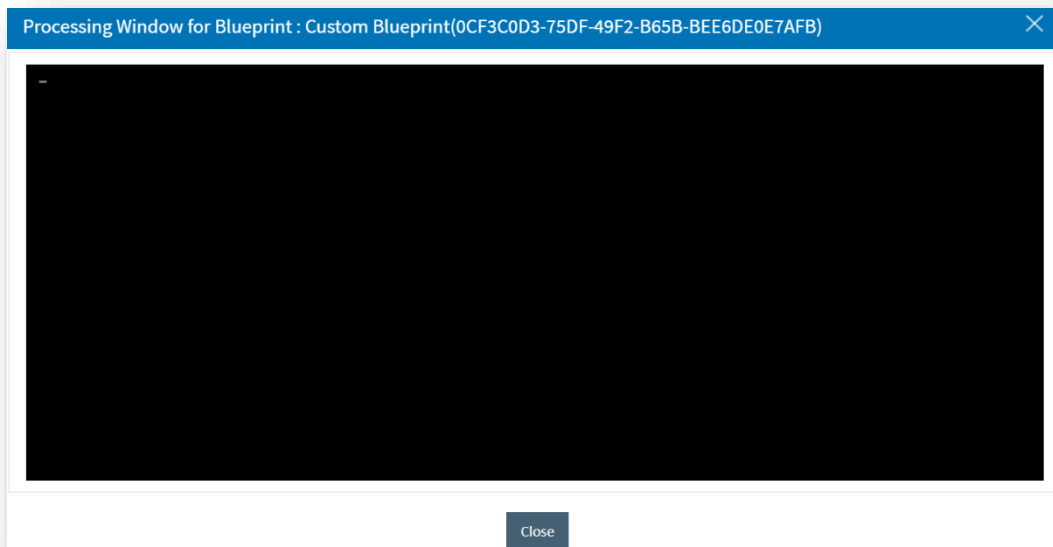 Processing Window for Blueprint : Custom Blueprint(0CF3C0D3-75DF-49F2-B65B-BEE6DE0E7AFB)
Close